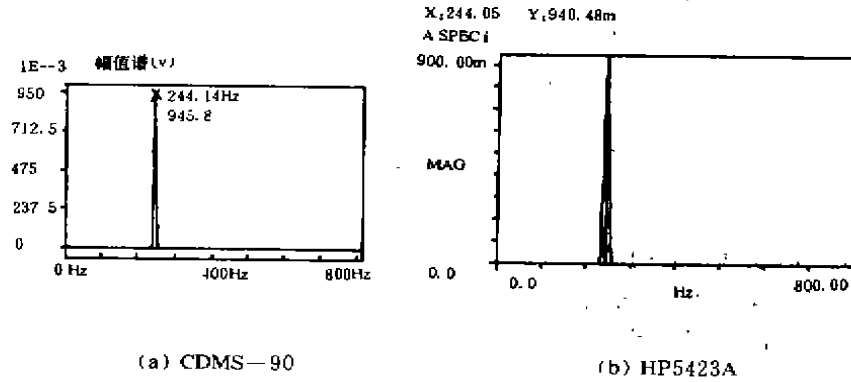 X:244.05 Y:940.48m
A SPEC i
1E--3 幅值谱(v)
950
712.5
475
237 5
0
244.14Hz
945.8
0 Hz 400Hz 800Hz
900.00m
MAG
0.0
0.0 Hz 800.00
(a) CDMS—90
(b) HP5423A